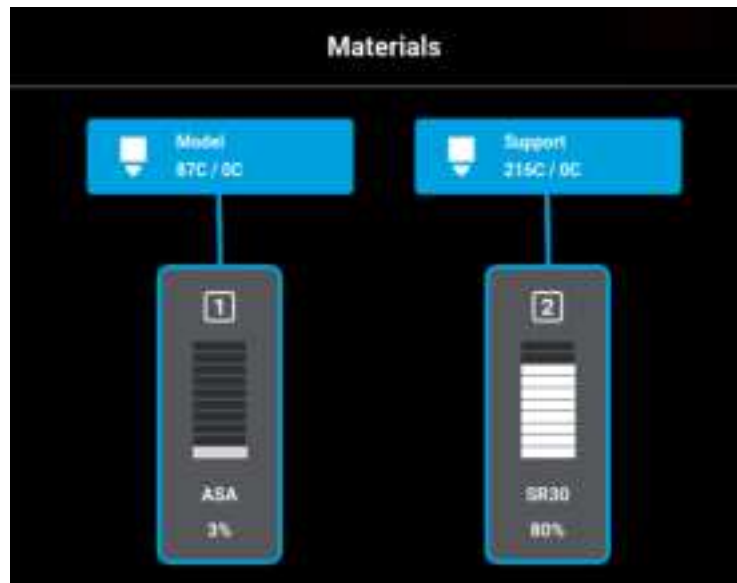 Materials
Model
87C / 0C
Support
216C / 0C
1
2
ASA
3%
SR30
80%